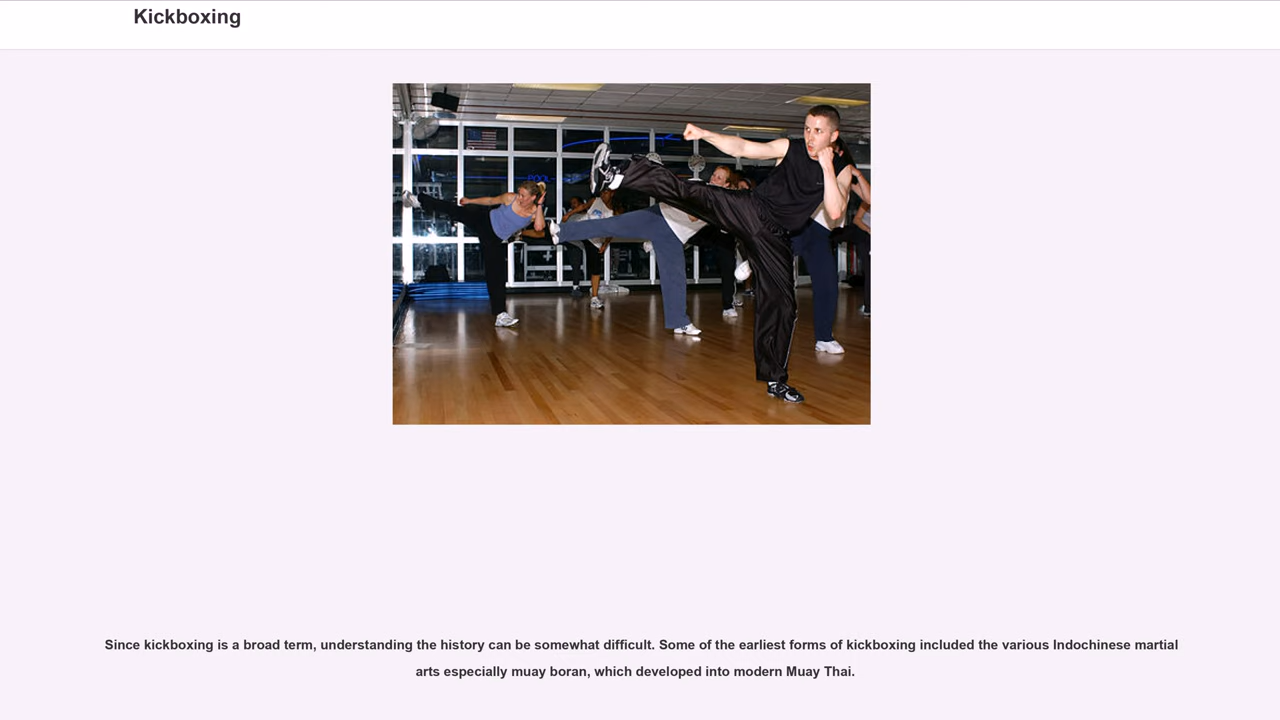 Kickboxing
POOL
Since kickboxing is a broad term, understanding the history can be somewhat difficult. Some of the earliest forms of kickboxing included the various Indochinese martial
arts especially muay boran, which developed into modern Muay Thai.